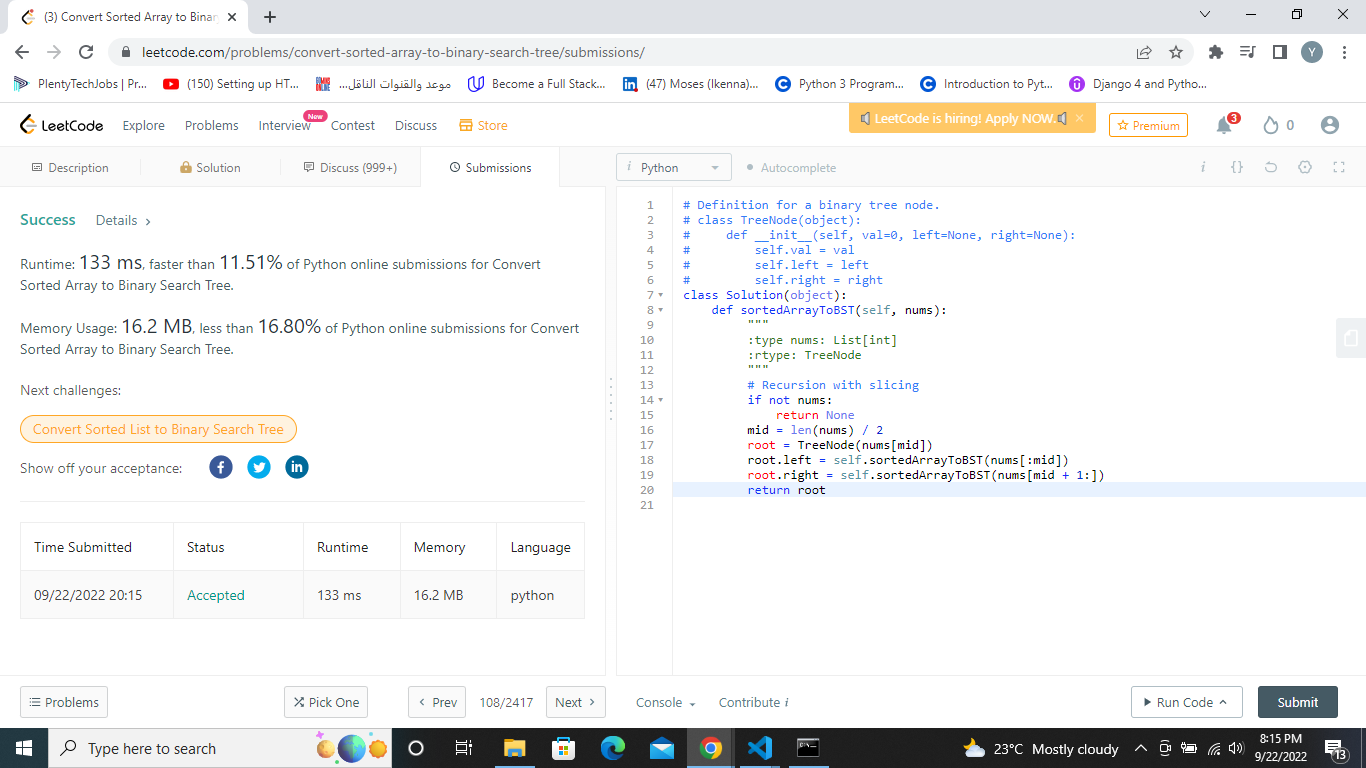 (3) Convert Sorted Array to Binar
leetcode.com/problems/convert-sorted-array-to-binary-search-tree/submissions/
Y
PlentyTechJobs | Pr...
(150) Setting up HT...
موعد والقنوات الناقل...
Become a Full Stack...
(47) Moses (Ikenna)...
Python 3 Program...
Introduction to Pyt...
Django 4 and Pytho...
LeetCode
Explore
Problems
Interview
New
Contest
Discuss
Store
LeetCode is hiring! Apply NOW.
Premium
3
0
Description
Solution
Discuss (999+)
Submissions
i Python
Autocomplete
Success
Details
Runtime: 133 ms, faster than 11.51% of Python online submissions for Convert
Sorted Array to Binary Search Tree.
Memory Usage: 16.2 MB, less than 16.80% of Python online submissions for Convert
Sorted Array to Binary Search Tree.
Next challenges:
Convert Sorted List to Binary Search Tree
Show off your acceptance:
Time Submitted Status Runtime Memory Language
09/22/2022 20:15 Accepted 133 ms 16.2 MB python
1 # Definition for a binary tree node.
2 # class TreeNode(object):
3 #     def __init__(self, val=0, left=None, right=None):
4 #         self.val = val
5 #         self.left = left
6 #         self.right = right
7 class Solution(object):
8     def sortedArrayToBST(self, nums):
9         """
10         :type nums: List[int]
11         :rtype: TreeNode
12         """
13         # Recursion with slicing
14         if not nums:
15             return None
16         mid = len(nums) / 2
17         root = TreeNode(nums[mid])
18         root.left = self.sortedArrayToBST(nums[:mid])
19         root.right = self.sortedArrayToBST(nums[mid + 1:])
20         return root
21
Problems
Pick One
Prev
108/2417
Next
Console
Contribute i
Run Code
Submit
Type here to search
23°C Mostly cloudy
8:15 PM
9/22/2022
13